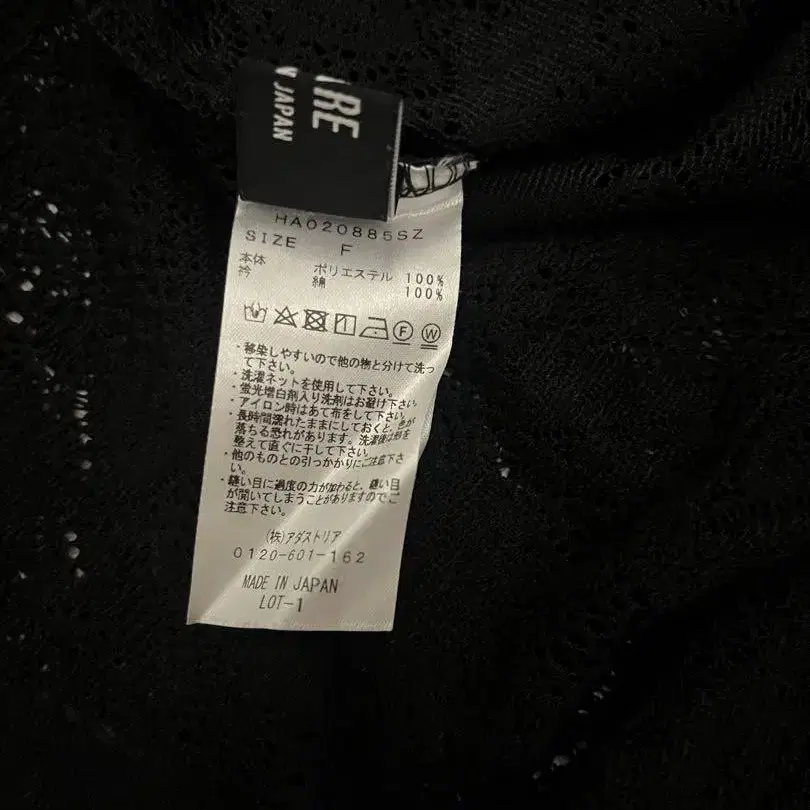 RE
N JAPAN
HA020885SZ
SIZE F
本体 ポリエステル 100%
衿 綿 100%
F W
・移染しやすいので他の物と分けて洗っ
て下さい。
・洗濯ネットを使用して下さい。
・蛍光増白剤入り洗剤はお避け下さい。
・アイロン時はあて布をして下さい。
・長時間濡れたままにしておくと、色が
落ちる恐れがあります。洗濯後は形を
整えて直ぐに干して下さい。
・他のものとの引っかかりにご注意下さ
い。
・縫い目に過度の力が加わると、縫い目
が開いてしまうことがありますのでご
注意下さい。
(株)アダストリア
0120-601-162
MADE IN JAPAN
LOT-1